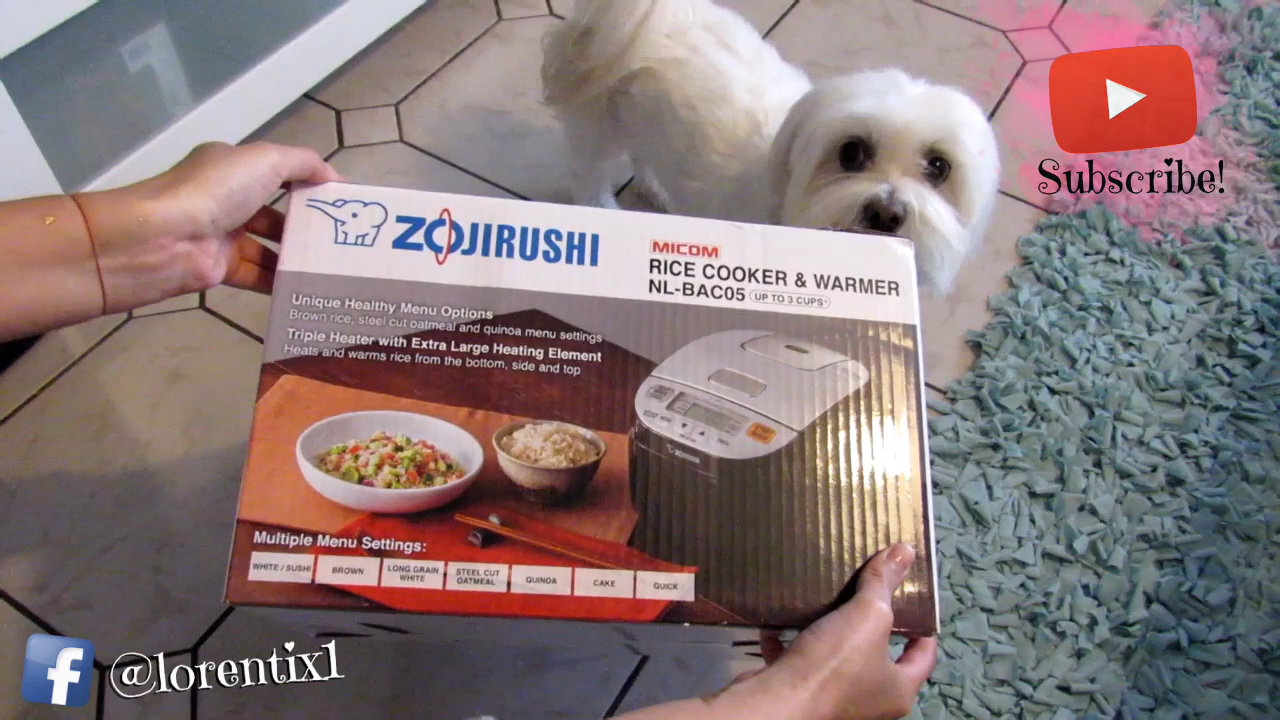 Subscribe!
ZOJIRUSHI
MICOM
RICE COOKER & WARMER
NL-BAC05 UP TO 3 CUPS*
Unique Healthy Menu Options
Brown rice, steel cut oatmeal and quinoa menu settings
Triple Heater with Extra Large Heating Element
Heats and warms rice from the bottom, side and top
ZOJIRUSHI
Multiple Menu Settings:
WHITE / SUSHI
BROWN
LONG GRAIN
WHITE
STEEL CUT
OATMEAL
QUINOA
CAKE
QUICK
f @lorentix1